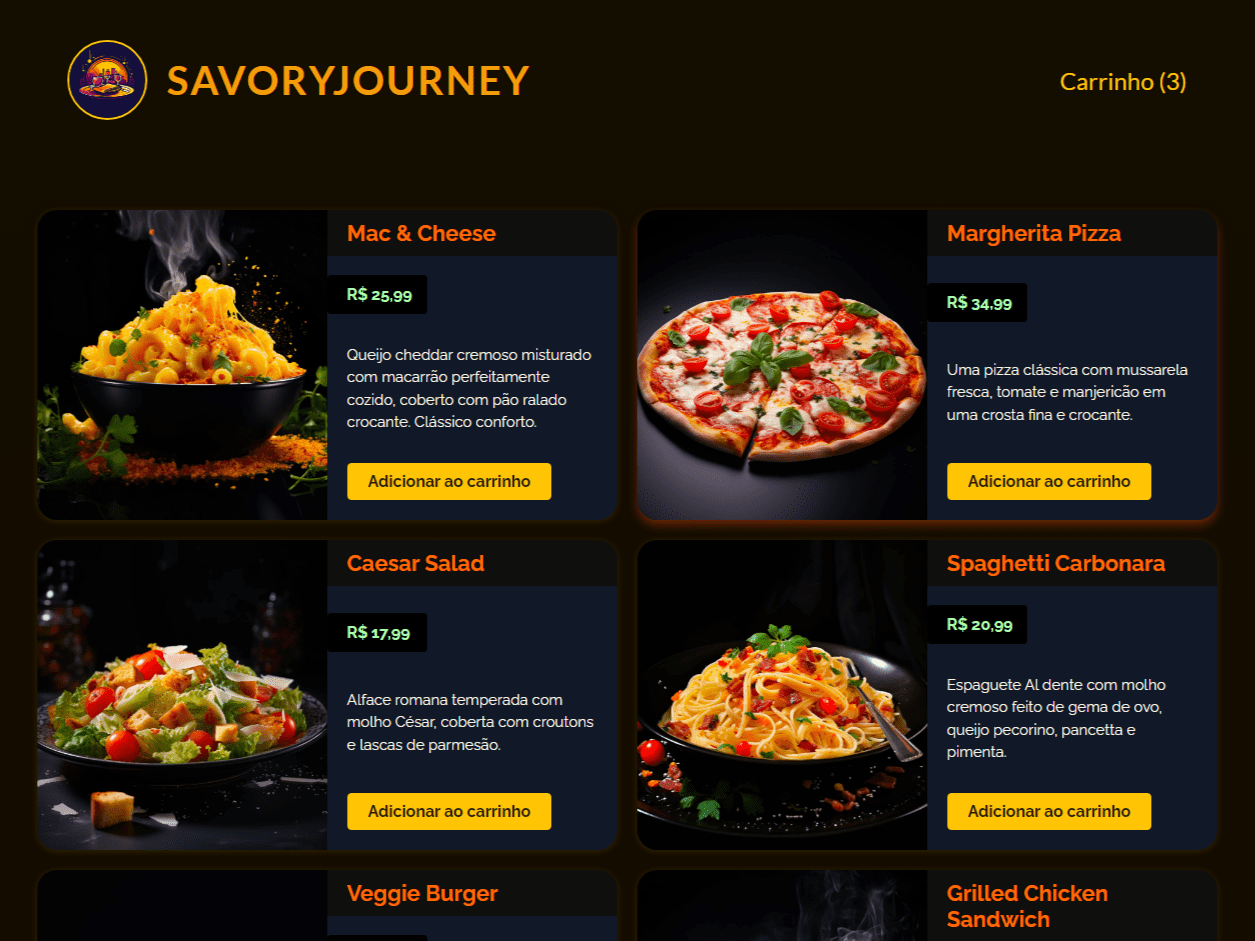 SAVORYJOURNEY
Carrinho (3)
Mac & Cheese
R$ 25,99
Queijo cheddar cremoso misturado
com macarrão perfeitamente
cozido, coberto com pão ralado
crocante. Clássico conforto.
Adicionar ao carrinho
Margherita Pizza
R$ 34,99
Uma pizza clássica com mussarela
fresca, tomate e manjericão em
uma crosta fina e crocante.
Adicionar ao carrinho
Caesar Salad
R$ 17,99
Alface romana temperada com
molho César, coberta com croutons
e lascas de parmesão.
Adicionar ao carrinho
Spaghetti Carbonara
R$ 20,99
Espaguete Al dente com molho
cremoso feito de gema de ovo,
queijo pecorino, pancetta e
pimenta.
Adicionar ao carrinho
Veggie Burger
Grilled Chicken
Sandwich